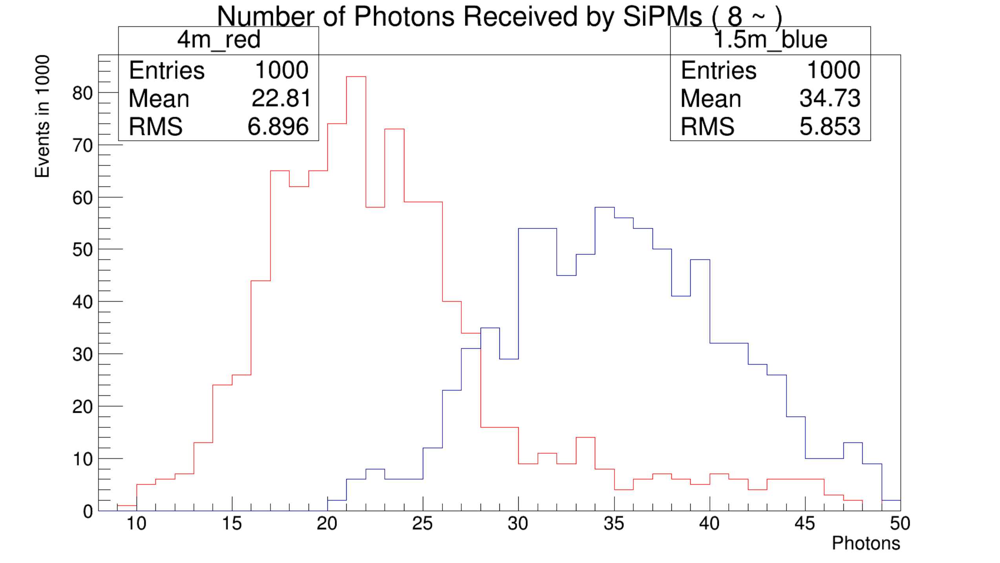 Number of Photons Received by SiPMs ( 8 ~ )
4m_red
Entries 1000
Mean 22.81
RMS 6.896
1.5m_blue
Entries 1000
Mean 34.73
RMS 5.853
Events in 1000
80
70
60
50
40
30
20
10
0
10 15 20 25 30 35 40 45 50
Photons